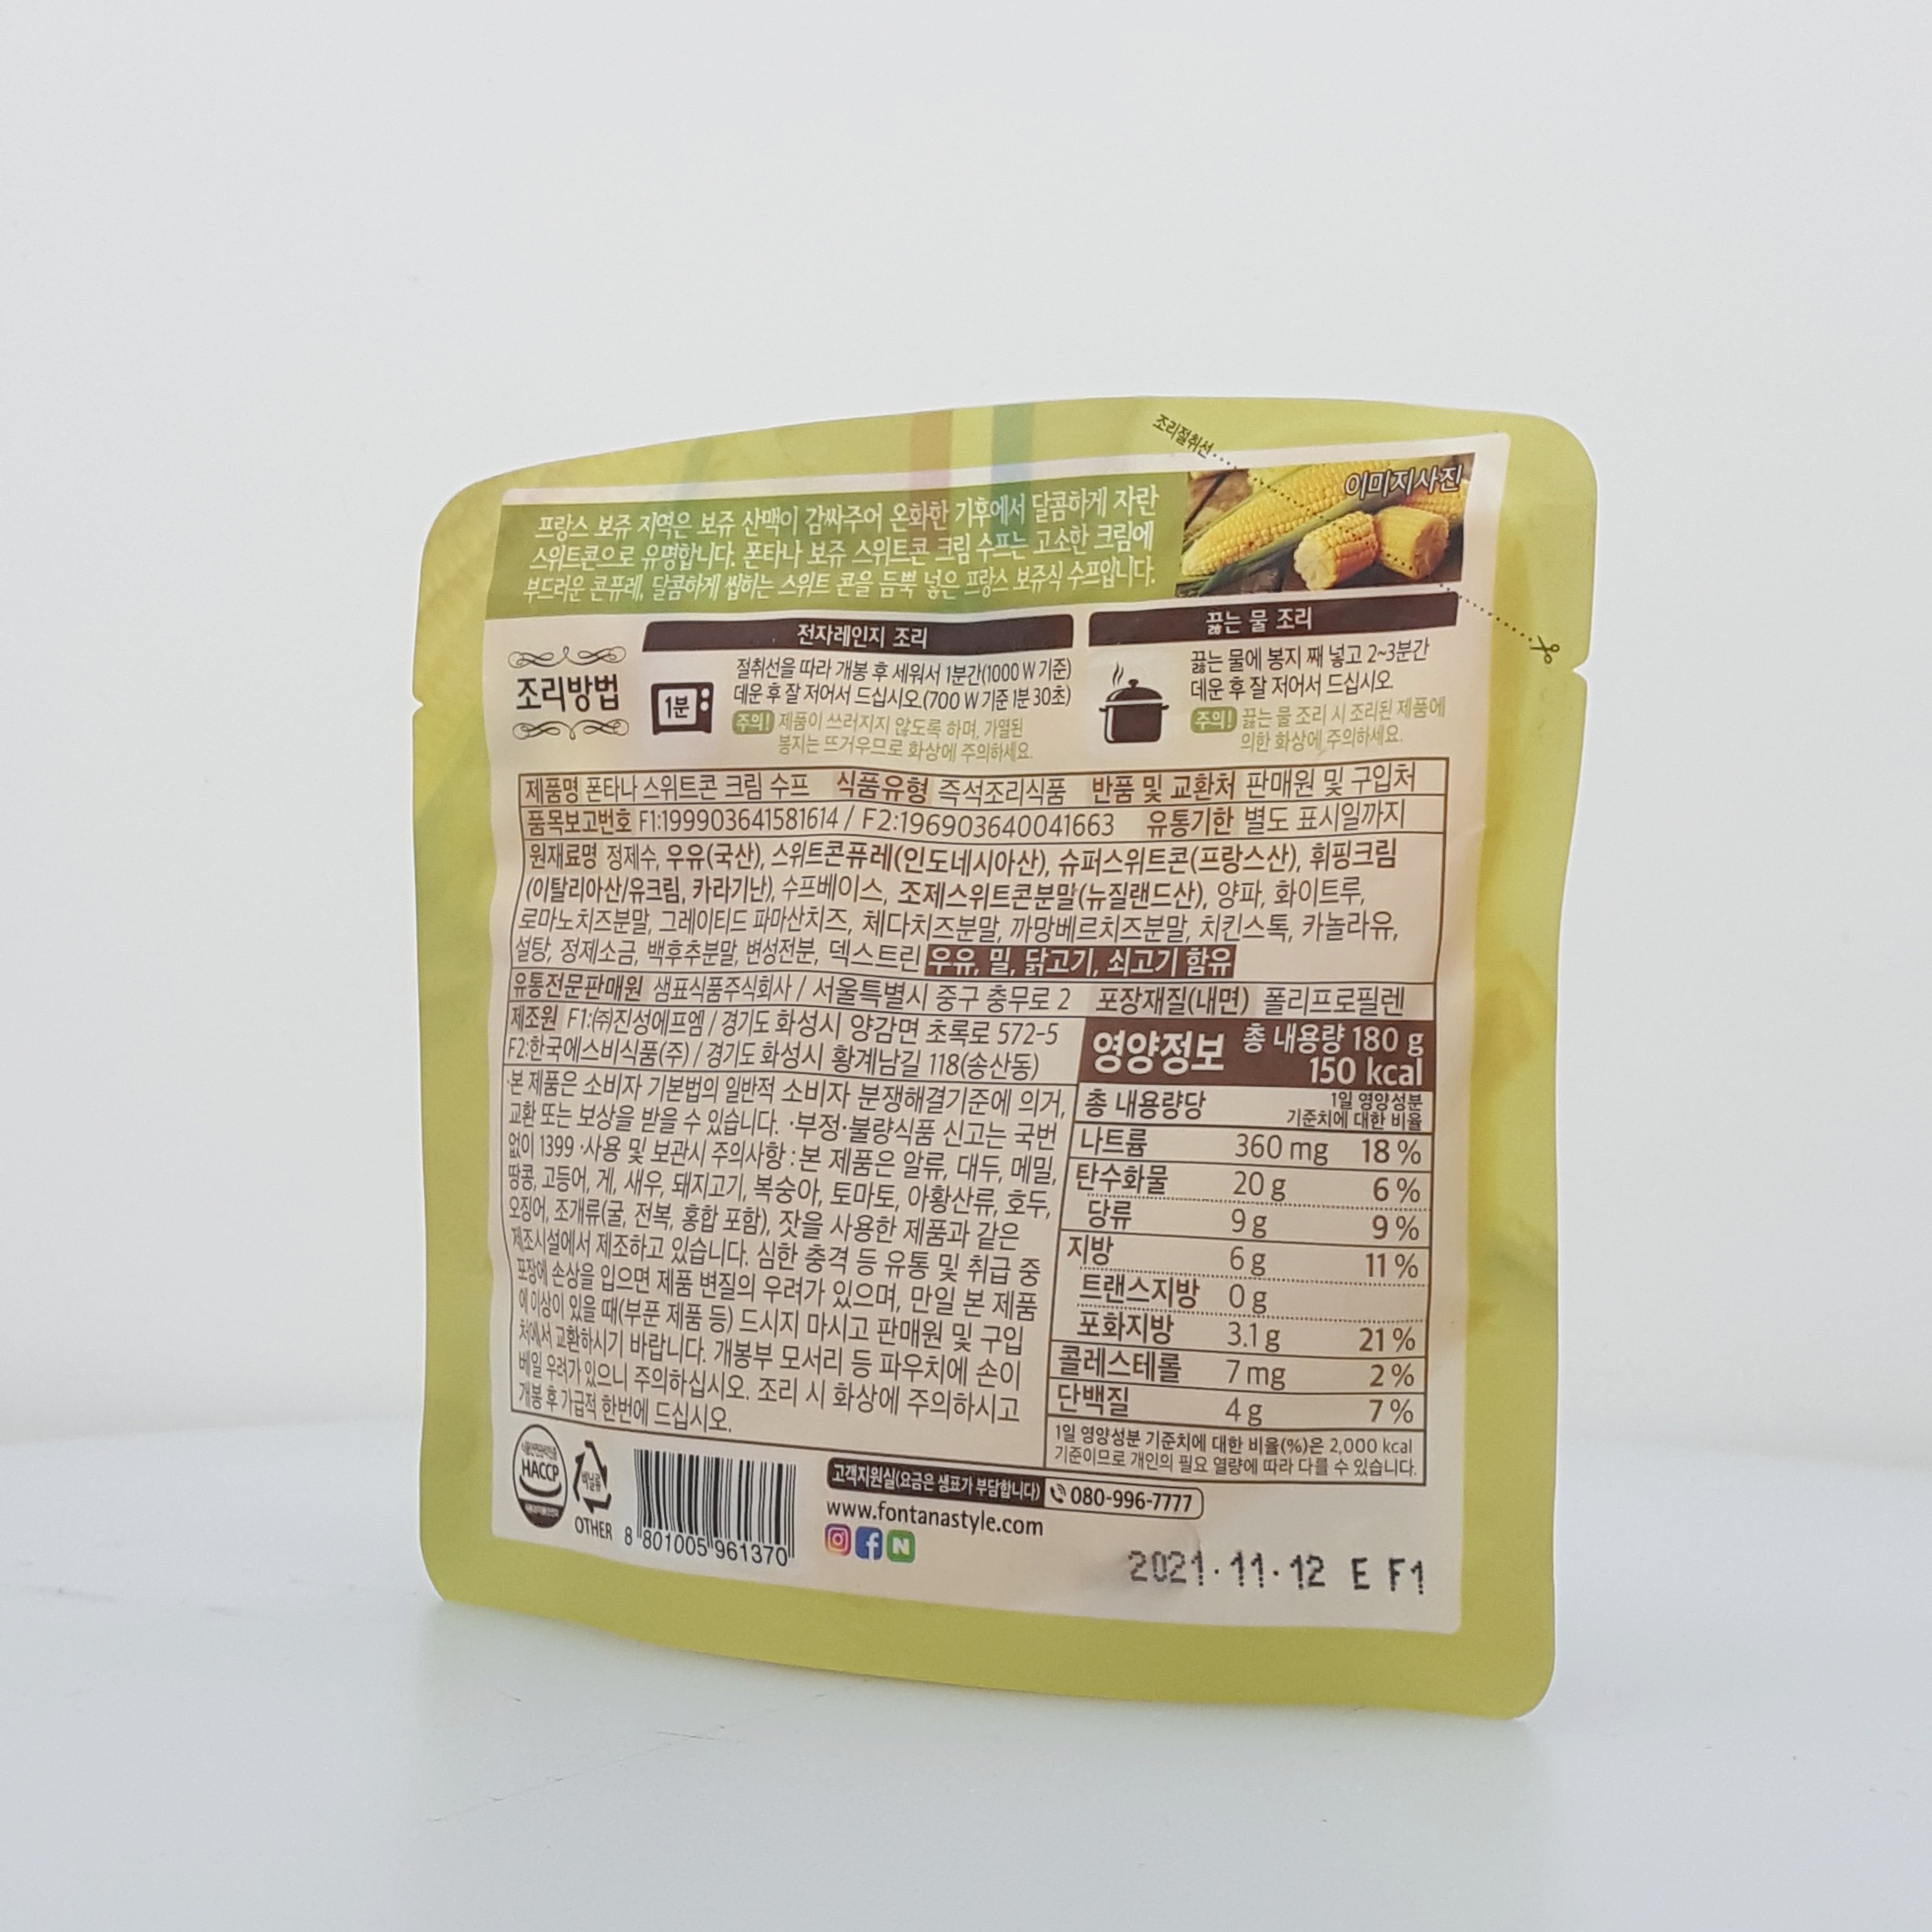 조리절취선
이미지사진
프랑스 보쥬 지역은 보쥬 산맥이 감싸주어 온화한 기후에서 달콤하게 자란
스위트콘으로 유명합니다. 폰타나 보쥬 스위트콘 크림 수프는 고소한 크림에
부드러운 콘퓨레, 달콤하게 씹히는 스위트 콘을 듬뿍 넣은 프랑스 보쥬식 수프입니다.
조리방법
전자레인지 조리
1분
절취선을 따라 개봉 후 세워서 1분간(1000 W 기준)
데운 후 잘 저어서 드십시오.(700 W 기준 1분 30초)
주의! 제품이 쓰러지지 않도록 하며, 가열된
봉지는 뜨거우므로 화상에 주의하세요.
끓는 물 조리
끓는 물에 봉지 째 넣고 2~3분간
데운 후 잘 저어서 드십시오.
주의! 끓는 물 조리 시 조리된 제품에
의한 화상에 주의하세요.
제품명 폰타나 스위트콘 크림 수프 식품유형 즉석조리식품 반품 및 교환처 판매원 및 구입처
품목보고번호 F1:199903641581614 / F2:196903640041663 유통기한 별도 표시일까지
원재료명 정제수, 우유(국산), 스위트콘퓨레(인도네시아산), 슈퍼스위트콘(프랑스산), 휘핑크림
(이탈리아산/유크림, 카라기난), 수프베이스, 조제스위트콘분말(뉴질랜드산), 양파, 화이트루,
로마노치즈분말, 그레이티드 파마산치즈, 체다치즈분말, 까망베르치즈분말, 치킨스톡, 카놀라유,
설탕, 정제소금, 백후추분말, 변성전분, 덱스트린 우유, 밀, 닭고기, 쇠고기 함유
유통전문판매원 샘표식품주식회사 / 서울특별시 중구 충무로 2 포장재질(내면) 폴리프로필렌
제조원 F1:㈜진성에프엠 / 경기도 화성시 양감면 초록로 572-5
F2:한국에스비식품(주) / 경기도 화성시 황계남길 118(송산동)
·본 제품은 소비자 기본법의 일반적 소비자 분쟁해결기준에 의거,
교환 또는 보상을 받을 수 있습니다. ·부정·불량식품 신고는 국번
없이 1399 ·사용 및 보관시 주의사항 : 본 제품은 알류, 대두, 메밀,
땅콩, 고등어, 게, 새우, 돼지고기, 복숭아, 토마토, 아황산류, 호두,
오징어, 조개류(굴, 전복, 홍합 포함), 잣을 사용한 제품과 같은
제조시설에서 제조하고 있습니다. 심한 충격 등 유통 및 취급 중
포장에 손상을 입으면 제품 변질의 우려가 있으며, 만일 본 제품
에 이상이 있을 때(부푼 제품 등) 드시지 마시고 판매원 및 구입
처에서 교환하시기 바랍니다. 개봉부 모서리 등 파우치에 손이
베일 우려가 있으니 주의하십시오. 조리 시 화상에 주의하시고
개봉 후 가급적 한번에 드십시오.
영양정보 총 내용량 180 g
150 kcal
총 내용량당 1일 영양성분
기준치에 대한 비율
나트륨 360 mg 18 %
탄수화물 20 g 6 %
당류 9 g 9 %
지방 6 g 11 %
트랜스지방 0 g
포화지방 3.1 g 21 %
콜레스테롤 7 mg 2 %
단백질 4 g 7 %
1일 영양성분 기준치에 대한 비율(%)은 2,000 kcal
기준이므로 개인의 필요 열량에 따라 다를 수 있습니다.
HACCP
비닐류
OTHER
8 801005 961370
고객지원실(요금은 샘표가 부담합니다) 080-996-7777
www.fontanastyle.com
2021.11.12 E F1